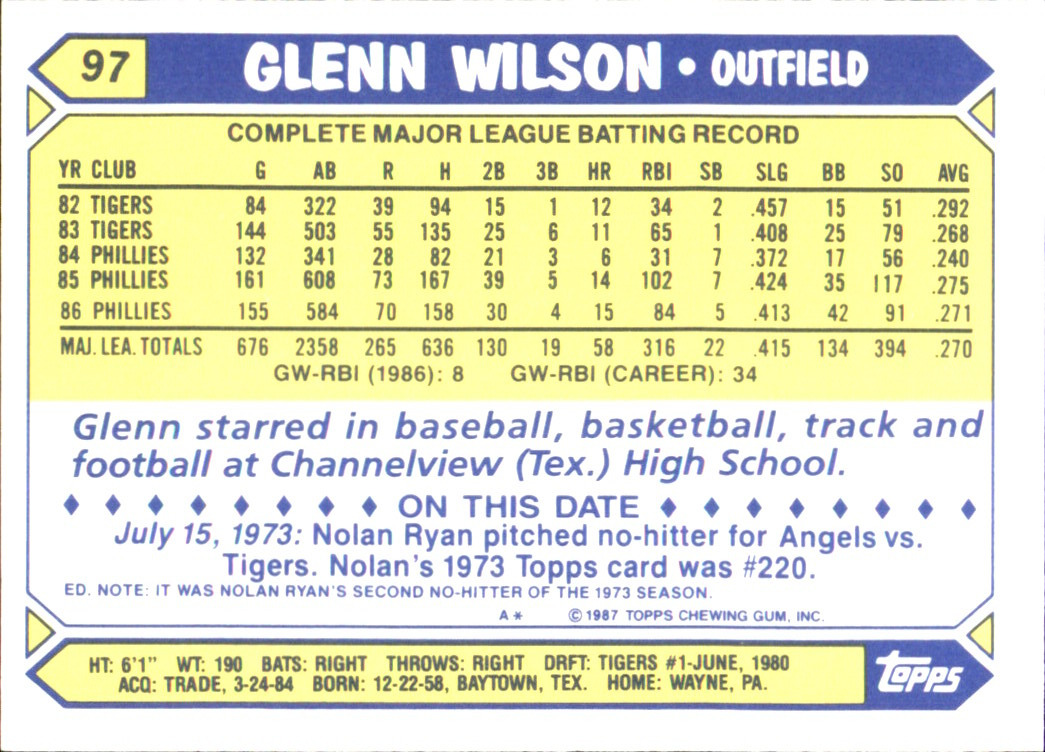 97 GLENN WILSON • OUTFIELD
COMPLETE MAJOR LEAGUE BATTING RECORD
YR CLUB G AB R H 2B 3B HR RBI SB SLG BB SO AVG
82 TIGERS 84 322 39 94 15 1 12 34 2 .457 15 51 .292
83 TIGERS 144 503 55 135 25 6 11 65 1 .408 25 79 .268
84 PHILLIES 132 341 28 82 21 3 6 31 7 .372 17 56 .240
85 PHILLIES 161 608 73 167 39 5 14 102 7 .424 35 117 .275
86 PHILLIES 155 584 70 158 30 4 15 84 5 .413 42 91 .271
MAJ. LEA. TOTALS 676 2358 265 636 130 19 58 316 22 .415 134 394 .270
GW-RBI (1986): 8 GW-RBI (CAREER): 34
Glenn starred in baseball, basketball, track and
football at Channelview (Tex.) High School.
♦ ♦ ♦ ♦ ♦ ♦ ♦ ♦ ON THIS DATE ♦ ♦ ♦ ♦ ♦ ♦ ♦ ♦
July 15, 1973: Nolan Ryan pitched no-hitter for Angels vs.
Tigers. Nolan's 1973 Topps card was #220.
ED. NOTE: IT WAS NOLAN RYAN'S SECOND NO-HITTER OF THE 1973 SEASON.
A* © 1987 TOPPS CHEWING GUM, INC.
HT: 6'1" WT: 190 BATS: RIGHT THROWS: RIGHT DRFT: TIGERS #1-JUNE, 1980
ACQ: TRADE, 3-24-84 BORN: 12-22-58, BAYTOWN, TEX. HOME: WAYNE, PA.
topps